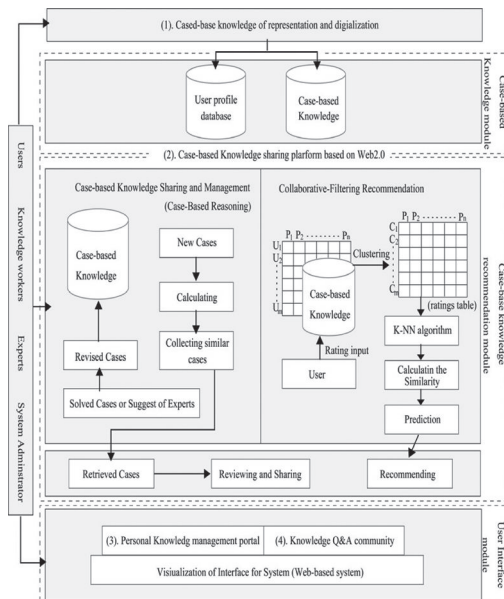 (1). Cased-base knowledge of representation and digialization
User profile
database
Case-based
Knowledge
Case-based
Knowledge module
(2). Case-based Knowledge sharing plarform based on Web2.0
Users
Knowledge workers
Experts
System Adminstrator
Case-based Knowledge Sharing and Management
(Case-Based Reasoning)
Case-based
Knowledge
New Cases
Calculating
Collecting similar
cases
Revised Cases
Solved Cases or Suggest of Experts
Collaborative-Filtering Recommendation
P1 P2 ········ Pn
U1
U2
Um
Case-based
Knowledge
Clustering
P1 P2 ········ Pn
C1
C2
Cm
(ratings table)
Rating input
User
K-NN algorithm
Calculatin the
Similarity
Prediction
Case-base knowledge
recommendation module
Retrieved Cases
Reviewing and Sharing
Recommending
(3). Personal Knowledg management portal
(4). Knowledge Q&A community
Visiualization of Interface for System (Web-based system)
User Interface
module